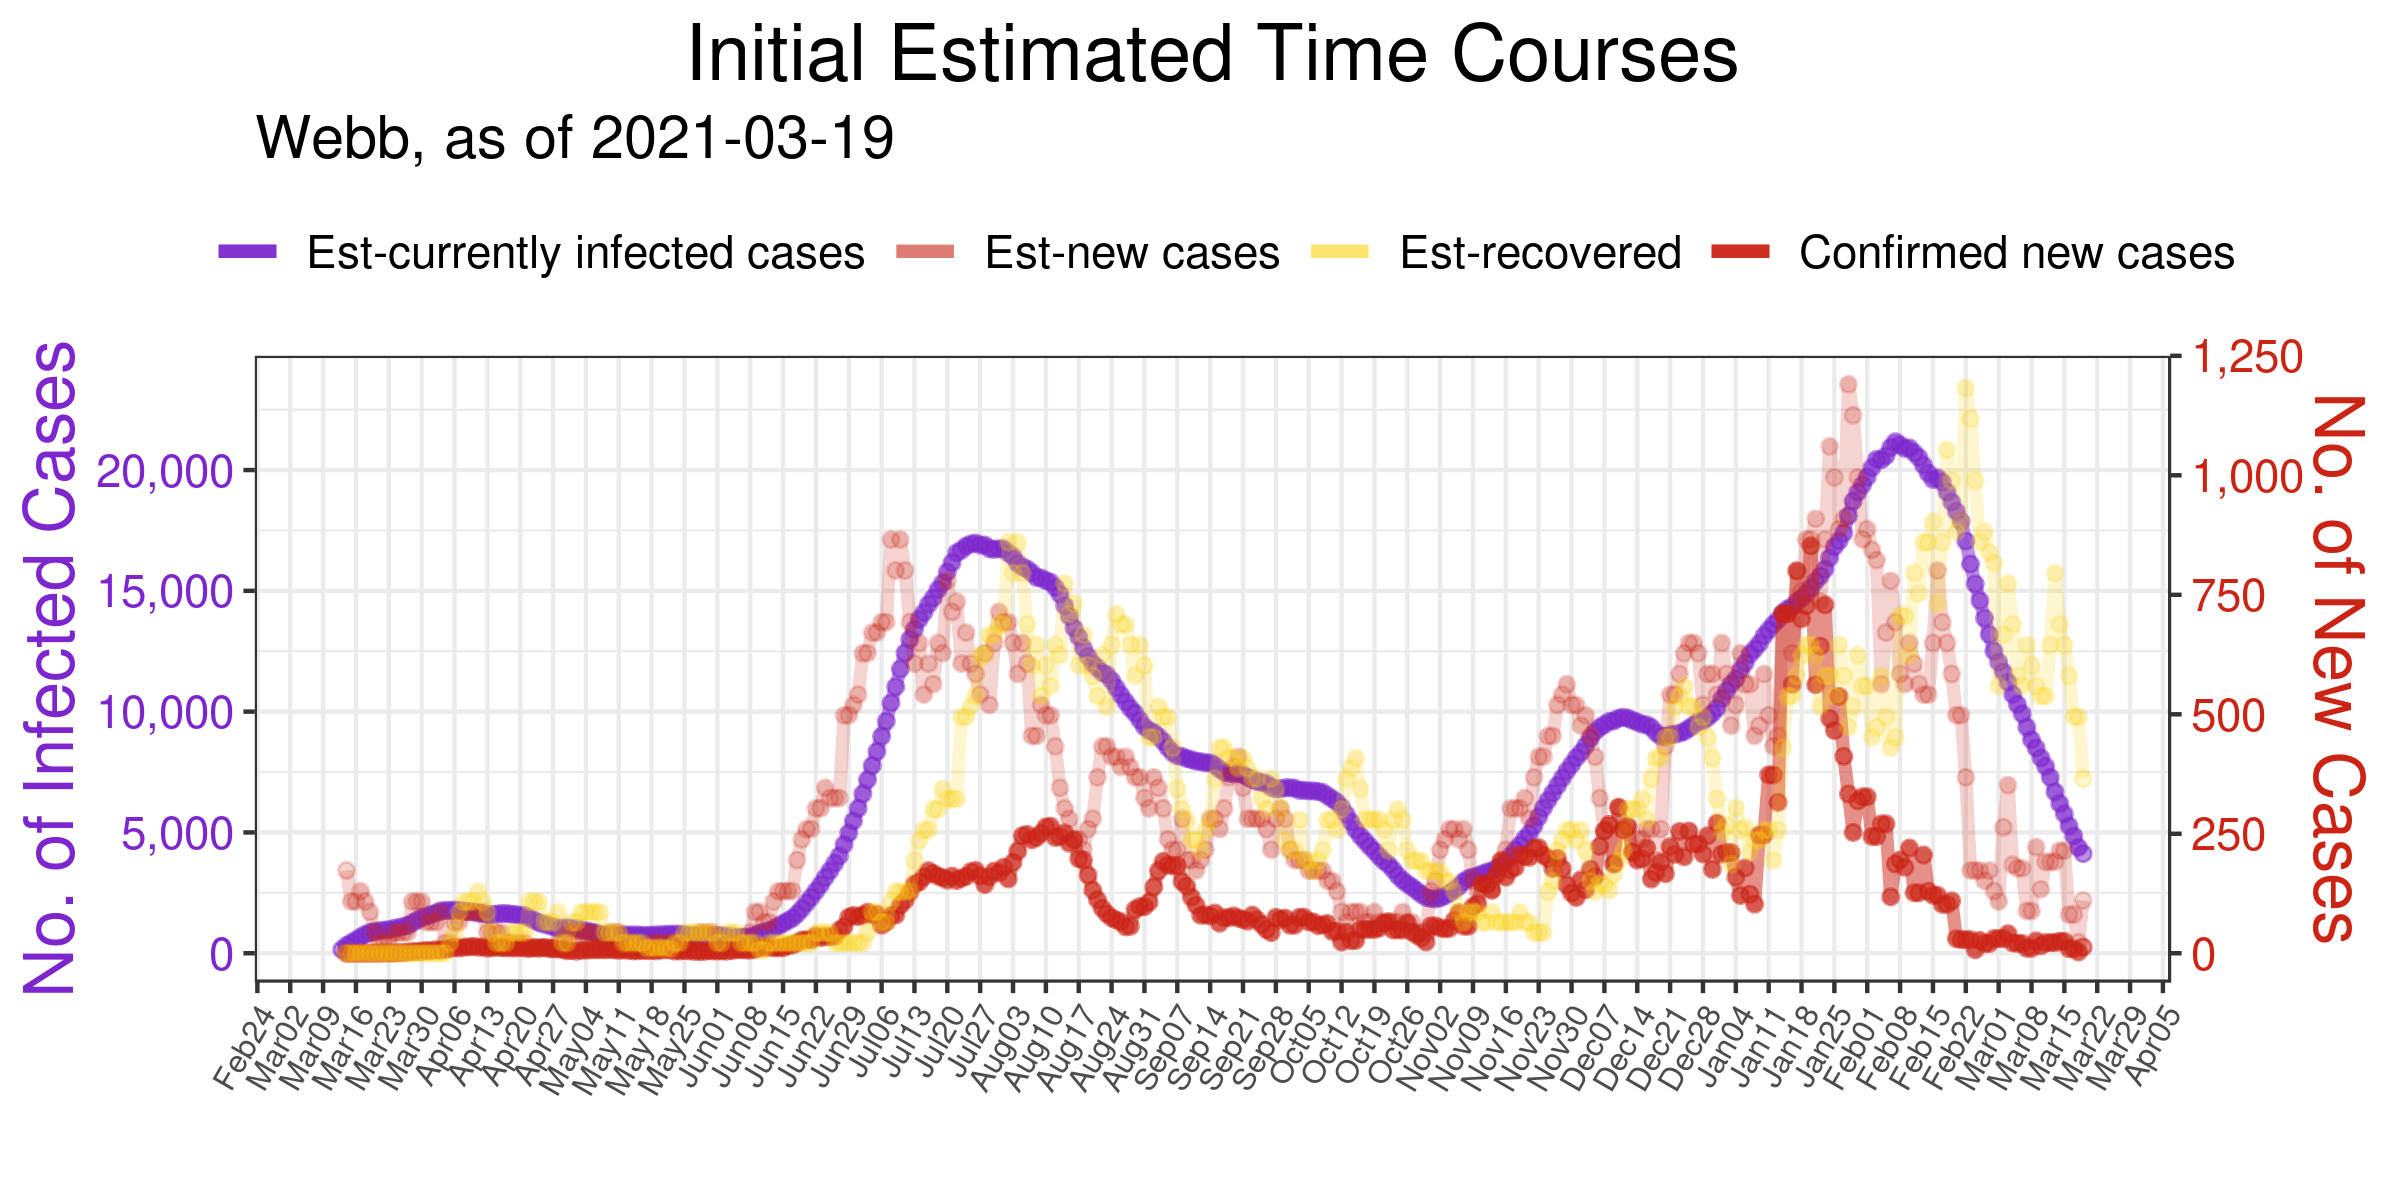 Initial Estimated Time Courses
Webb, as of 2021-03-19
Est-currently infected cases Est-new cases Est-recovered Confirmed new cases
No. of Infected Cases
20,000
15,000
10,000
5,000
0
1,250
1,000
750
500
250
0
No. of New Cases
Feb24 Mar02 Mar09 Mar16 Mar23 Mar30 Apr06 Apr13 Apr20 Apr27 May04 May11 May18 May25 Jun01 Jun08 Jun15 Jun22 Jun29 Jul06 Jul13 Jul20 Jul27 Aug03 Aug10 Aug17 Aug24 Aug31 Sep07 Sep14 Sep21 Sep28 Oct05 Oct12 Oct19 Oct26 Nov02 Nov09 Nov16 Nov23 Nov30 Dec07 Dec14 Dec21 Dec28 Jan04 Jan11 Jan18 Jan25 Feb01 Feb08 Feb15 Feb22 Mar01 Mar08 Mar15 Mar22 Mar29 Apr05